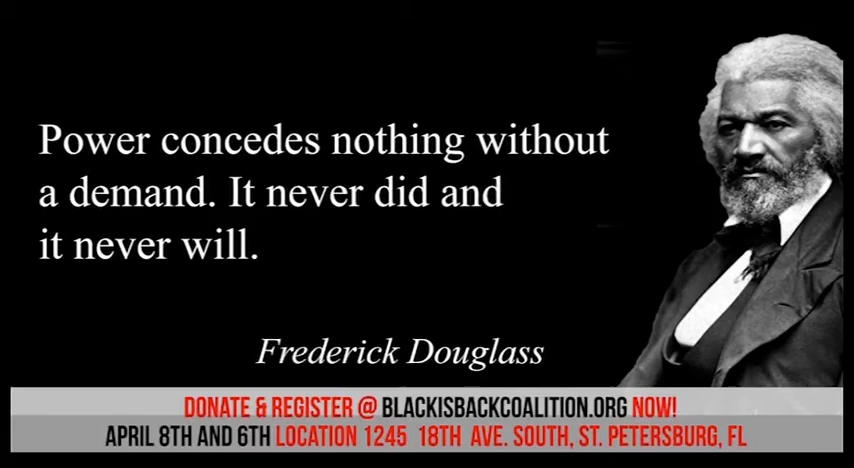 Power concedes nothing without
a demand. It never did and
it never will.
Frederick Douglass
DONATE & REGISTER @ BLACKISBACKCOALITION.ORG NOW!
APRIL 8TH AND 6TH LOCATION 1245 18TH AVE. SOUTH, ST. PETERSBURG, FL